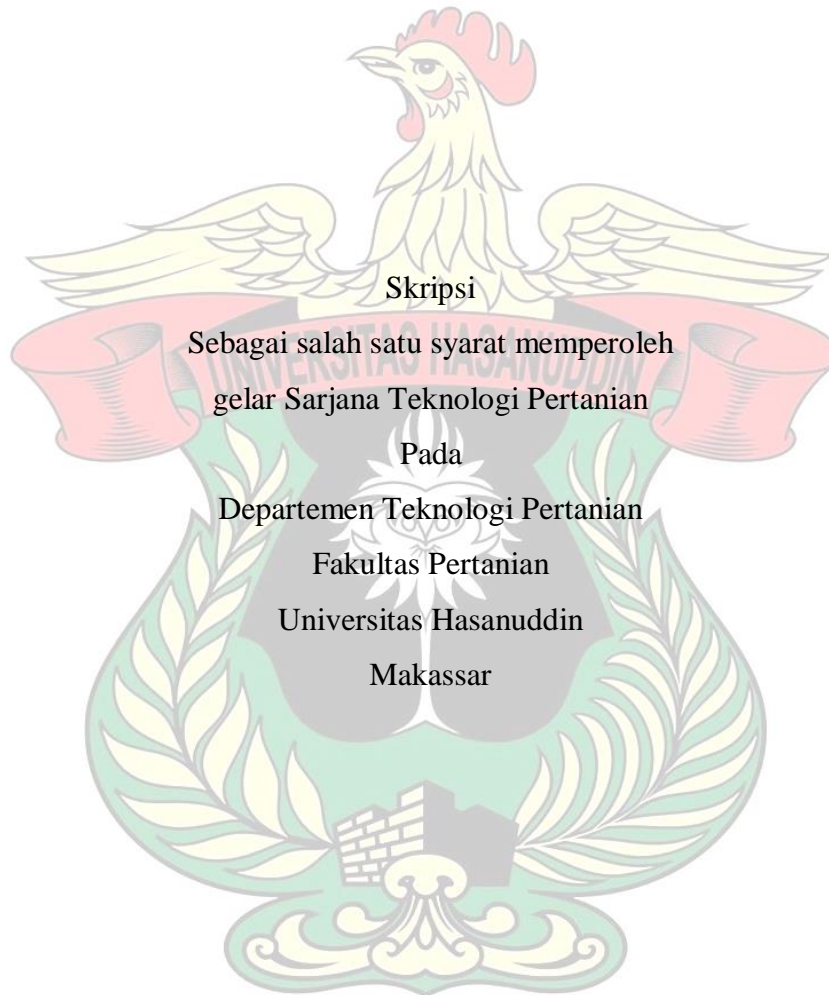 Skripsi
UNIVERSITAS HASANUDDIN
Sebagai salah satu syarat memperoleh
gelar Sarjana Teknologi Pertanian
Pada
Departemen Teknologi Pertanian
Fakultas Pertanian
Universitas Hasanuddin
Makassar